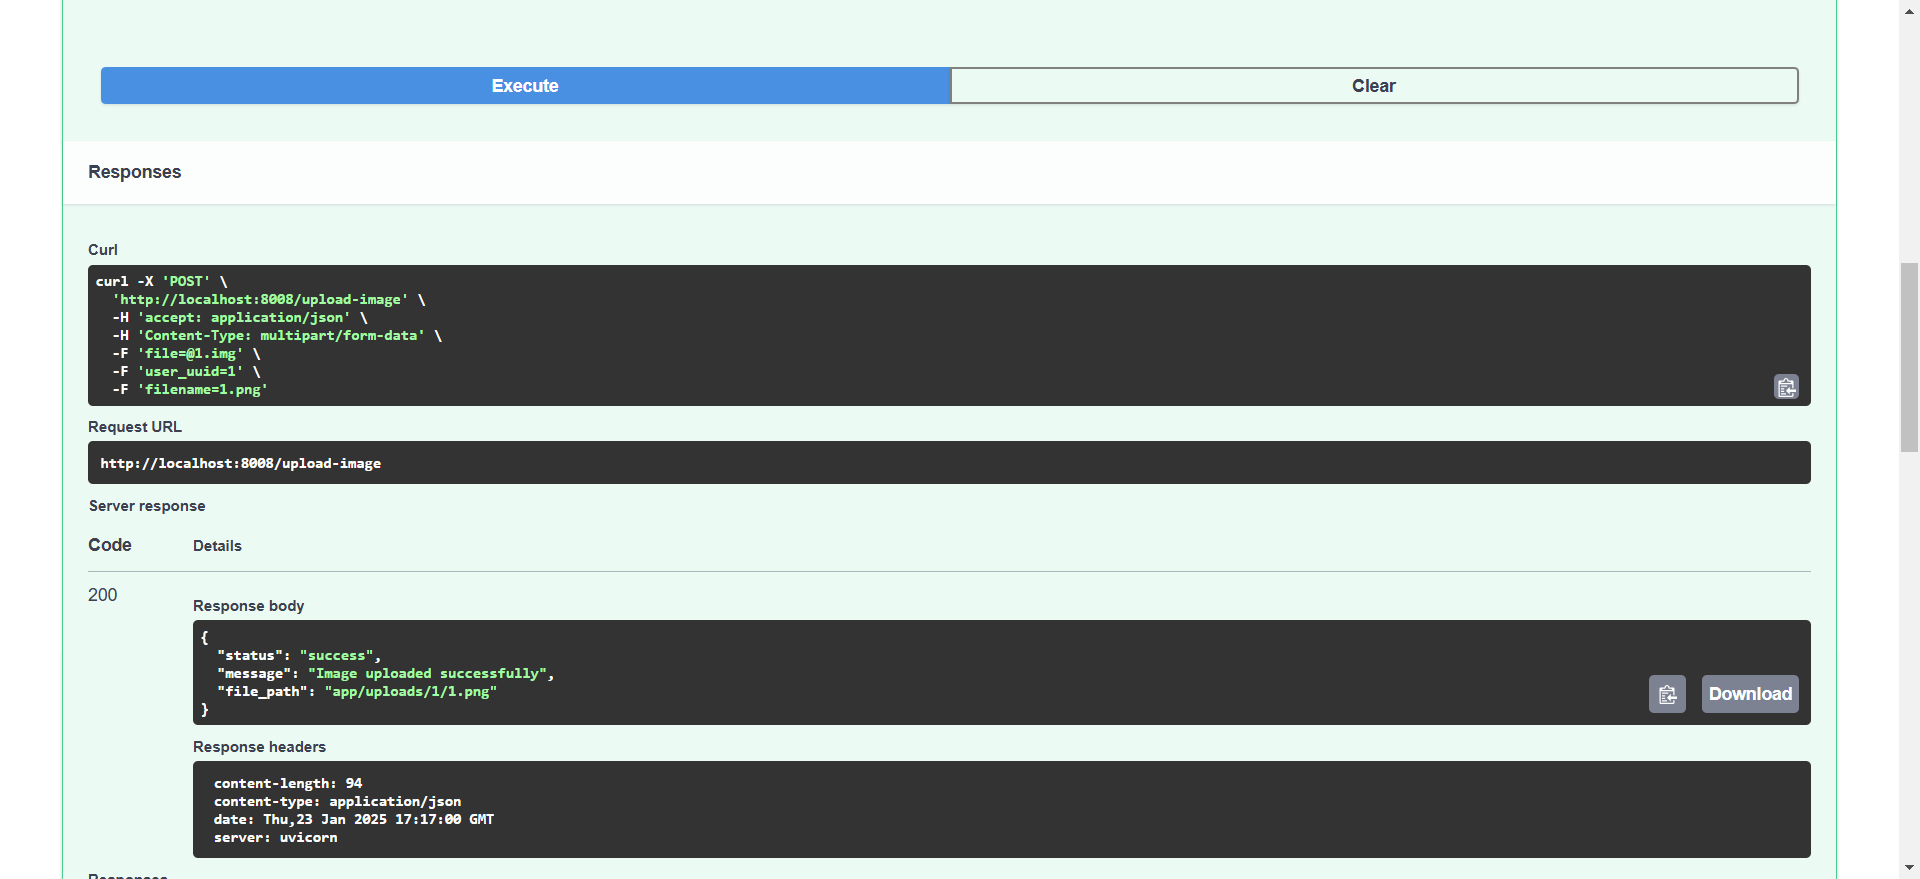 Execute
Clear
Responses
Curl
curl -X 'POST' \
  'http://localhost:8008/upload-image' \
  -H 'accept: application/json' \
  -H 'Content-Type: multipart/form-data' \
  -F 'file=@1.img' \
  -F 'user_uuid=1' \
  -F 'filename=1.png'
Request URL
http://localhost:8008/upload-image
Server response
Code
Details
200
Response body
{
  "status": "success",
  "message": "Image uploaded successfully",
  "file_path": "app/uploads/1/1.png"
}
Download
Response headers
content-length: 94
content-type: application/json
date: Thu,23 Jan 2025 17:17:00 GMT
server: uvicorn
Responses